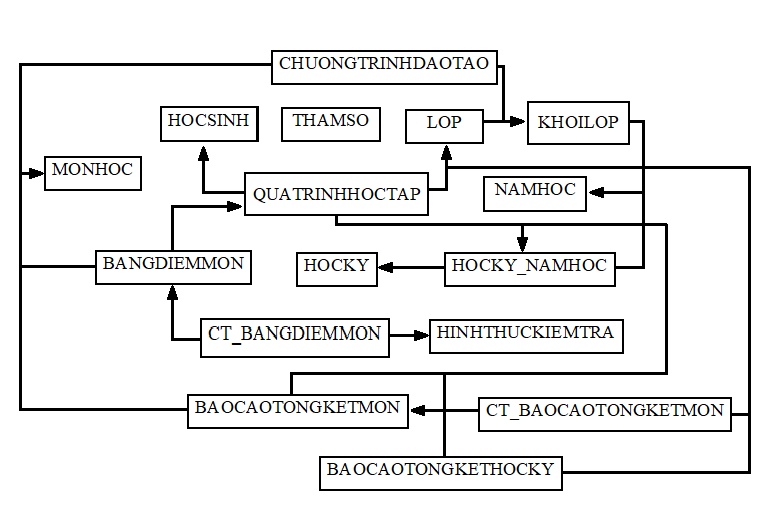 CHUONGTRINHDAOTAO
HOCSINH
THAMSO
LOP
KHOILOP
MONHOC
QUATRINHHOCTAP
NAMHOC
BANGDIEMMON
HOCKY
HOCKY_NAMHOC
CT_BANGDIEMMON
HINHTHUCKIEMTRA
BAOCAOTONGKETMON
CT_BAOCAOTONGKETMON
BAOCAOTONGKETHOCKY